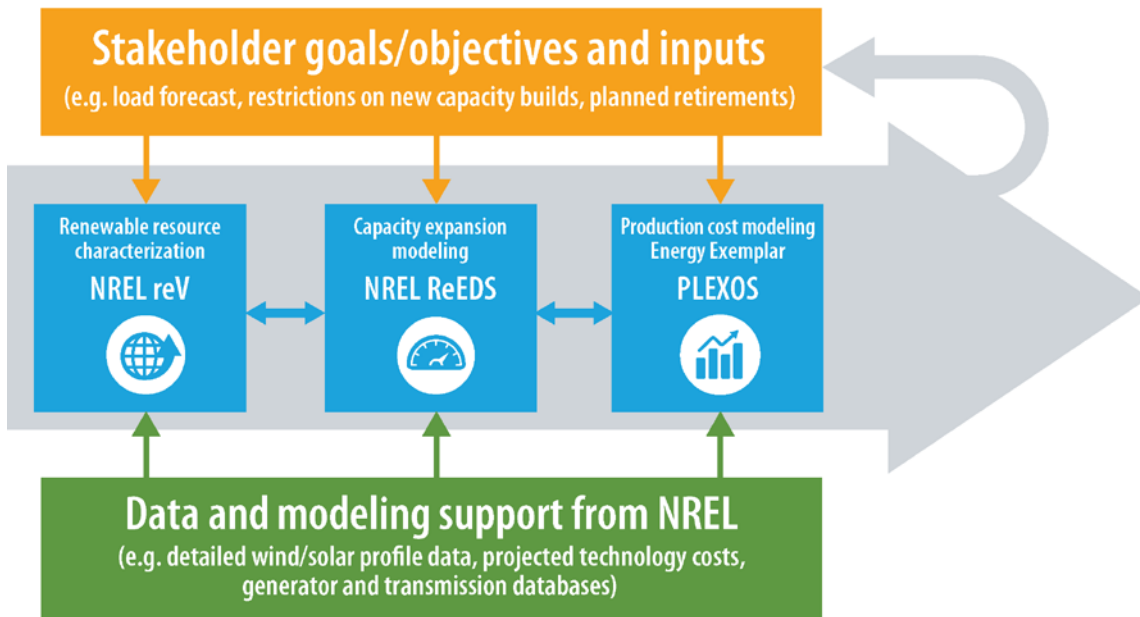 Stakeholder goals/objectives and inputs
(e.g. load forecast, restrictions on new capacity builds, planned retirements)
Renewable resource
characterization
NREL reV
Capacity expansion
modeling
NREL ReEDS
Production cost modeling
Energy Exemplar
PLEXOS
Data and modeling support from NREL
(e.g. detailed wind/solar profile data, projected technology costs,
generator and transmission databases)